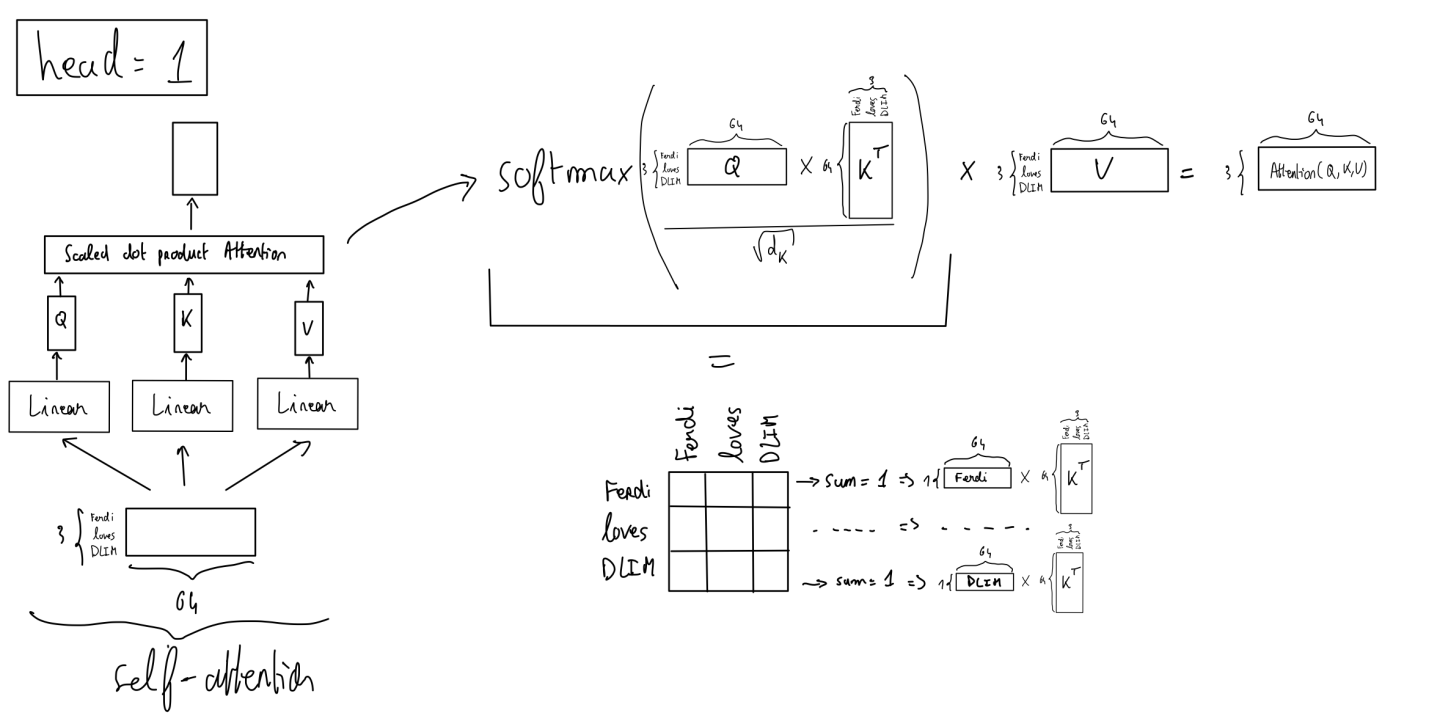 head = 1
Scaled dot product Attention
Q
K
V
Linear
Linear
Linear
3 { Ferdi
loves
DLIM
64
self-attention
softmax
3 { Ferdi
loves
DLIM
64
Q
×
64 {
3
Ferdi
loves
DLIM
K^T
√d_K
×
3 { Ferdi
loves
DLIM
64
V
=
3 {
64
Attention(Q,K,V)
=
Ferdi
loves
DLIM
Ferdi
loves
DLIM
→ sum = 1 => 1{
64
Ferdi
× 64 {
3
Ferdi
loves
DLIM
K^T
. - - - - => - - - - - .
→ sum = 1 => 1{
64
DLIM
× 64 {
3
Ferdi
loves
DLIM
K^T